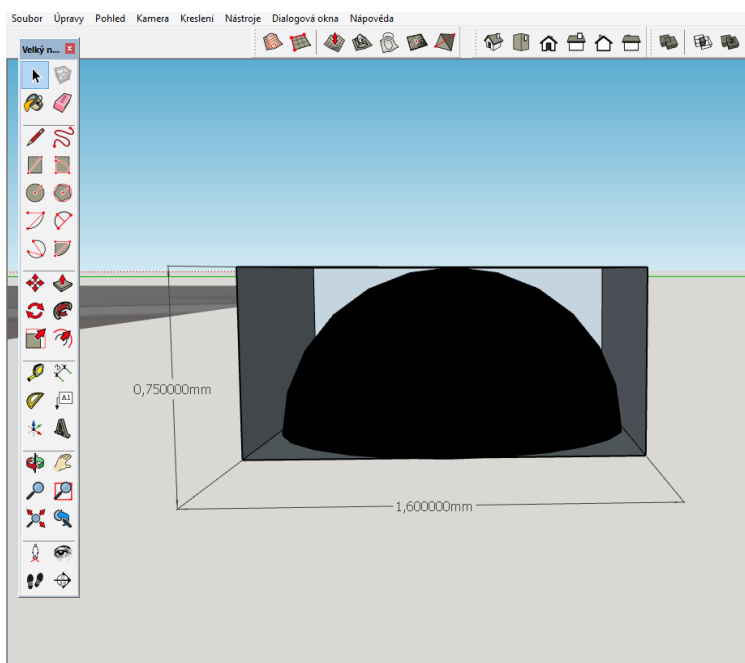 Soubor Úpravy Pohled Kamera Kreslení Nástroje Dialogová okna Nápověda
Velký n...
A1
0,750000mm
1,600000mm